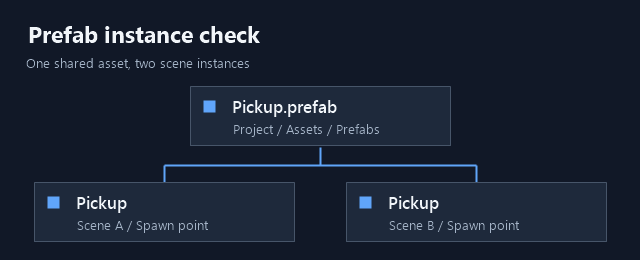 Prefab instance check
One shared asset, two scene instances
Pickup.prefab
Project / Assets / Prefabs
Pickup
Scene A / Spawn point
Pickup
Scene B / Spawn point